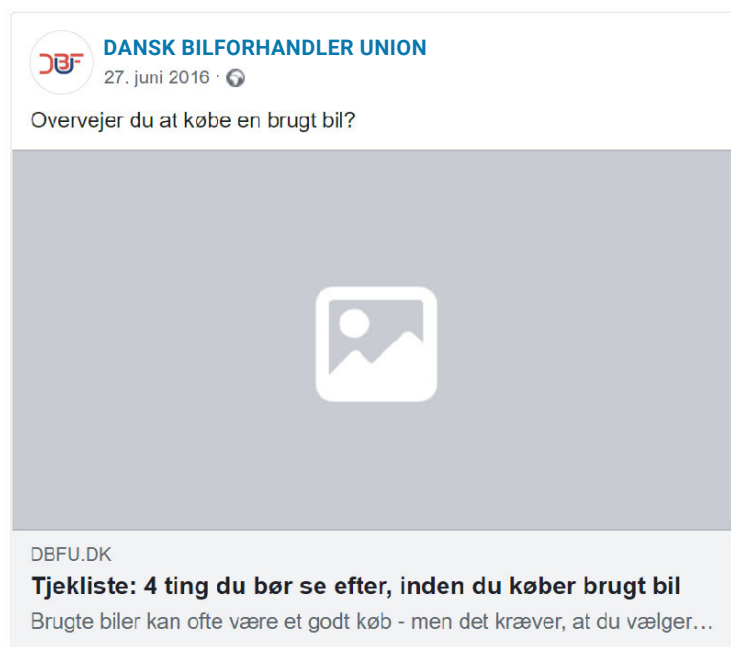 DBF
DANSK BILFORHANDLER UNION
27. juni 2016 ·
Overvejer du at købe en brugt bil?
DBFU.DK
Tjekliste: 4 ting du bør se efter, inden du køber brugt bil
Brugte biler kan ofte være et godt køb - men det kræver, at du vælger…